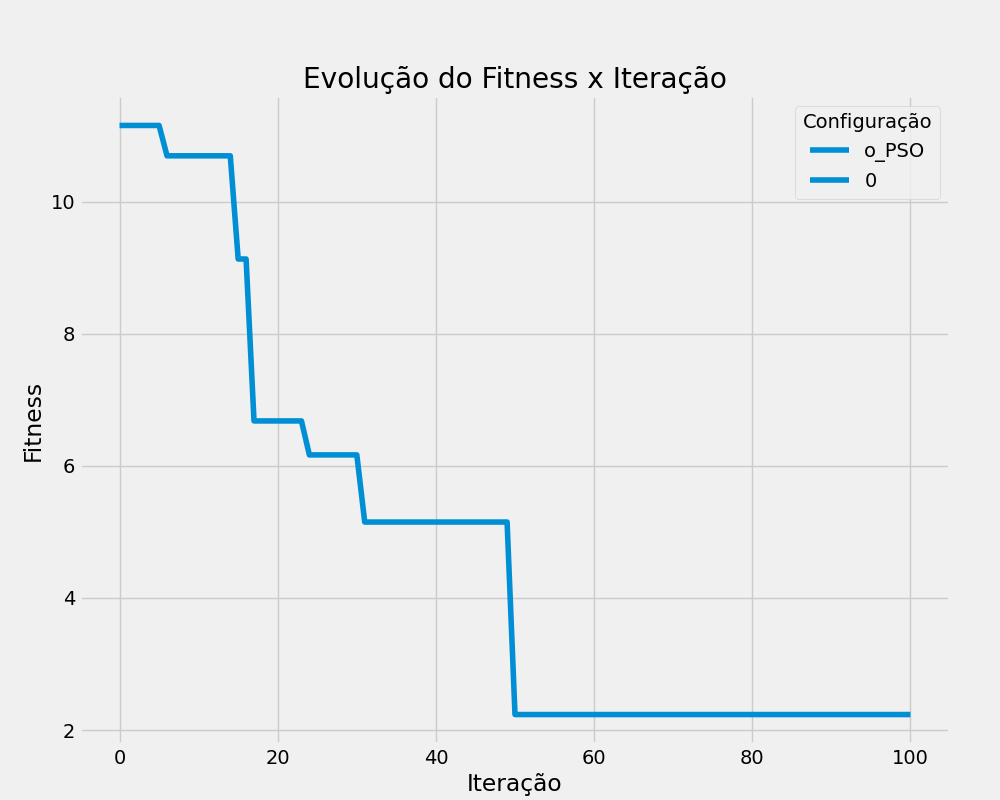 Evolução do Fitness x Iteração
Configuração
o_PSO
0
Fitness
10
8
6
4
2
0 20 40 60 80 100
Iteração